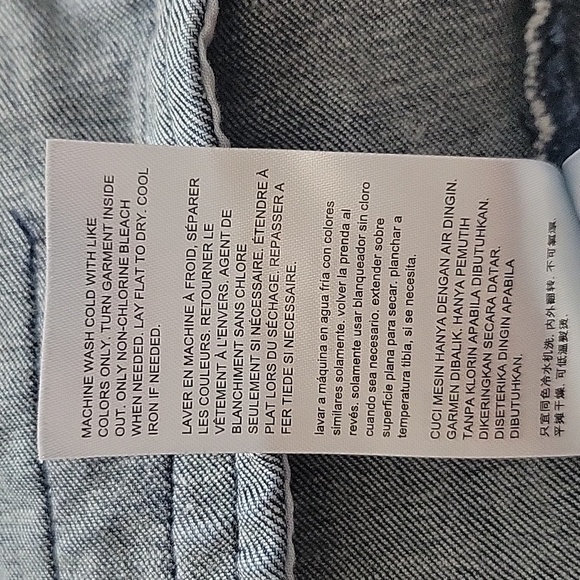 MACHINE WASH COLD WITH LIKE
COLORS ONLY. TURN GARMENT INSIDE
OUT. ONLY NON-CHLORINE BLEACH
WHEN NEEDED. LAY FLAT TO DRY. COOL
IRON IF NEEDED.
LAVER EN MACHINE À FROID, SÉPARER
LES COULEURS. RETOURNER LE
VÊTEMENT À L'ENVERS. AGENT DE
BLANCHIMENT SANS CHLORE
SEULEMENT SI NÉCESSAIRE. ÉTENDRE À
PLAT LORS DU SÉCHAGE. REPASSER A
FER TIEDE SI NECESSAIRE.
lavar a máquina en agua fría con colores
similares solamente. volver la prenda al
revés. solamente usar blanqueador sin cloro
cuando sea necesario. extender sobre
superficie plana para secar. planchar a
temperatura tibia, si se necesita.
CUCI MESIN HANYA DENGAN AIR DINGIN.
GARMEN DIBALIK. HANYA PEMUTIH
TANPA KLORIN APABILA DIBUTUHKAN.
DIKERINGKAN SECARA DATAR.
DISETERIKA DINGIN APABILA
DIBUTUHKAN.
只宜同色冷水机洗. 内外翻转. 不可氯漂.
平摊干燥. 可低温熨烫.